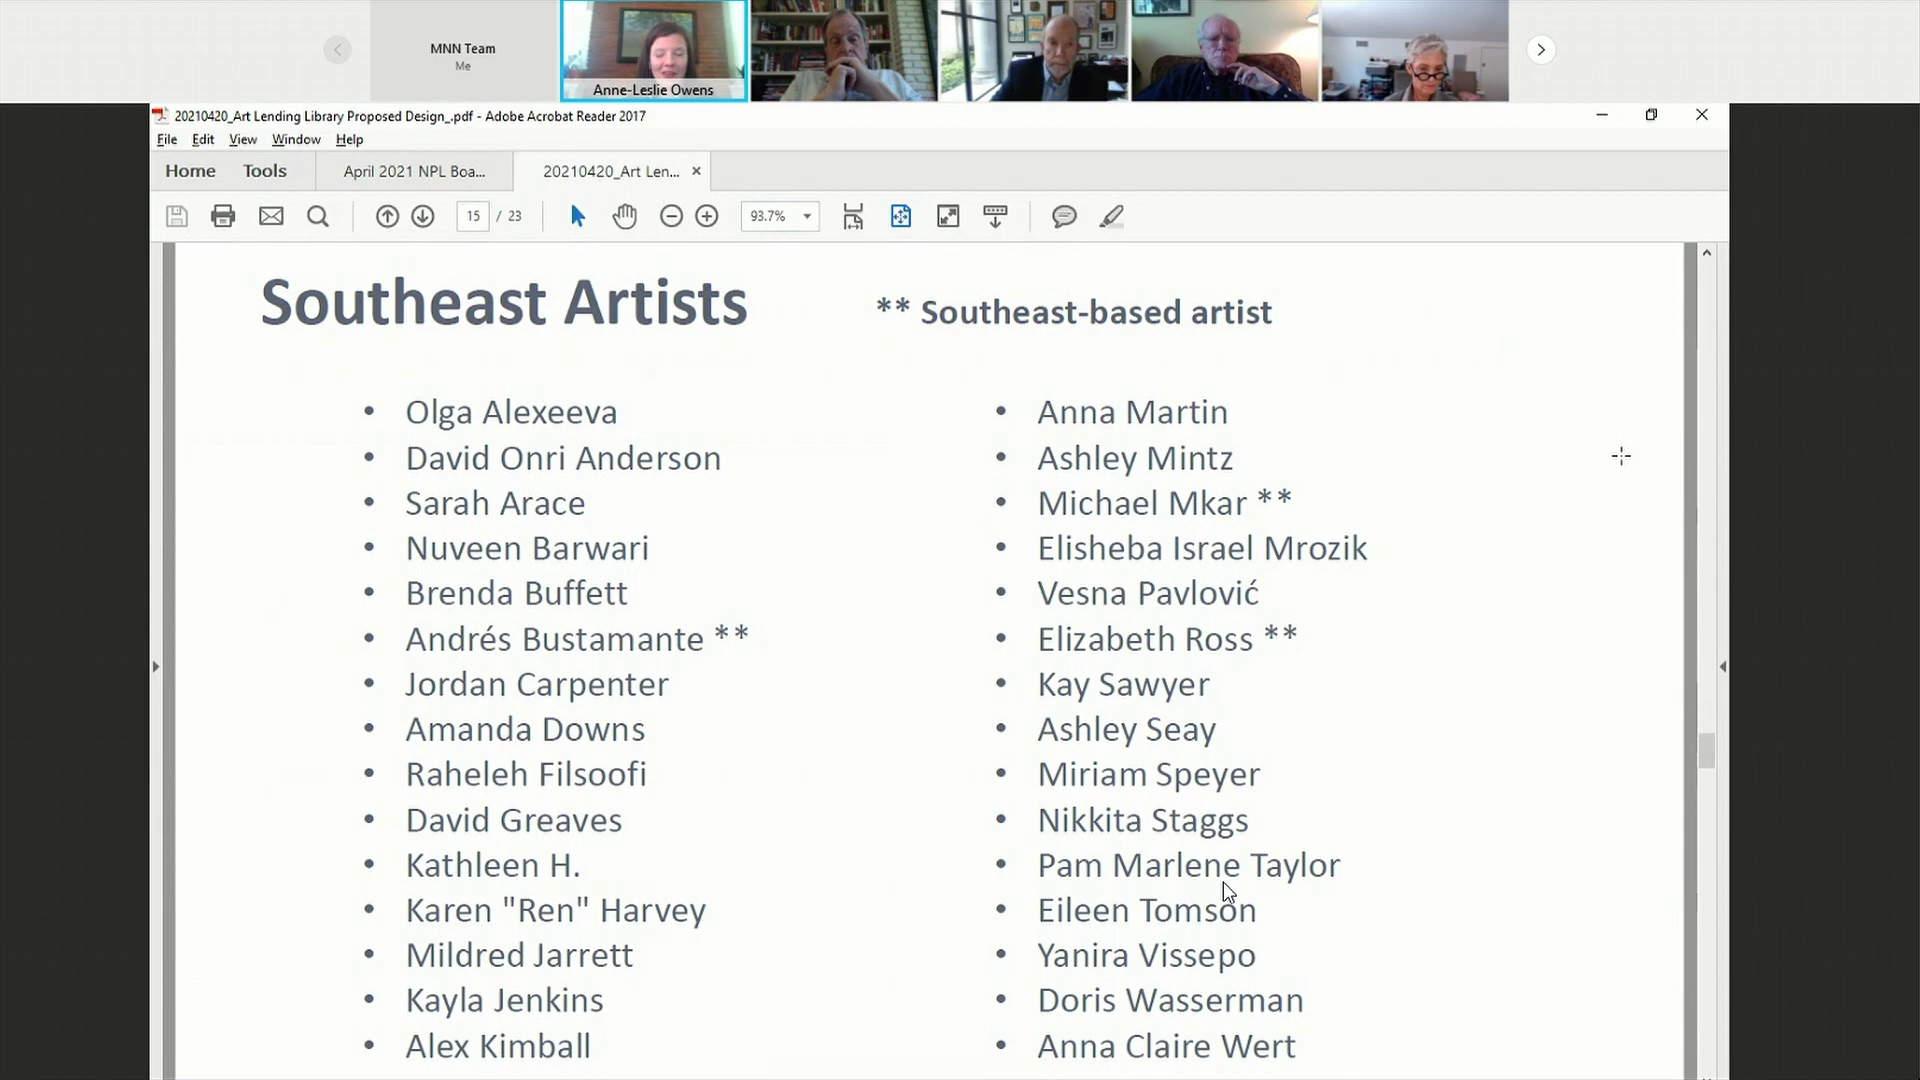 MNN Team
Me
Anne-Leslie Owens
20210420_Art Lending Library Proposed Design_.pdf - Adobe Acrobat Reader 2017
File Edit View Window Help
Home Tools April 2021 NPL Boa... 20210420_Art Len... ×
15 / 23 93.7%
Southeast Artists ** Southeast-based artist
• Olga Alexeeva
• David Onri Anderson
• Sarah Arace
• Nuveen Barwari
• Brenda Buffett
• Andrés Bustamante **
• Jordan Carpenter
• Amanda Downs
• Raheleh Filsoofi
• David Greaves
• Kathleen H.
• Karen "Ren" Harvey
• Mildred Jarrett
• Kayla Jenkins
• Alex Kimball
• Anna Martin
• Ashley Mintz
• Michael Mkar **
• Elisheba Israel Mrozik
• Vesna Pavlović
• Elizabeth Ross **
• Kay Sawyer
• Ashley Seay
• Miriam Speyer
• Nikkita Staggs
• Pam Marlene Taylor
• Eileen Tomson
• Yanira Vissepo
• Doris Wasserman
• Anna Claire Wert